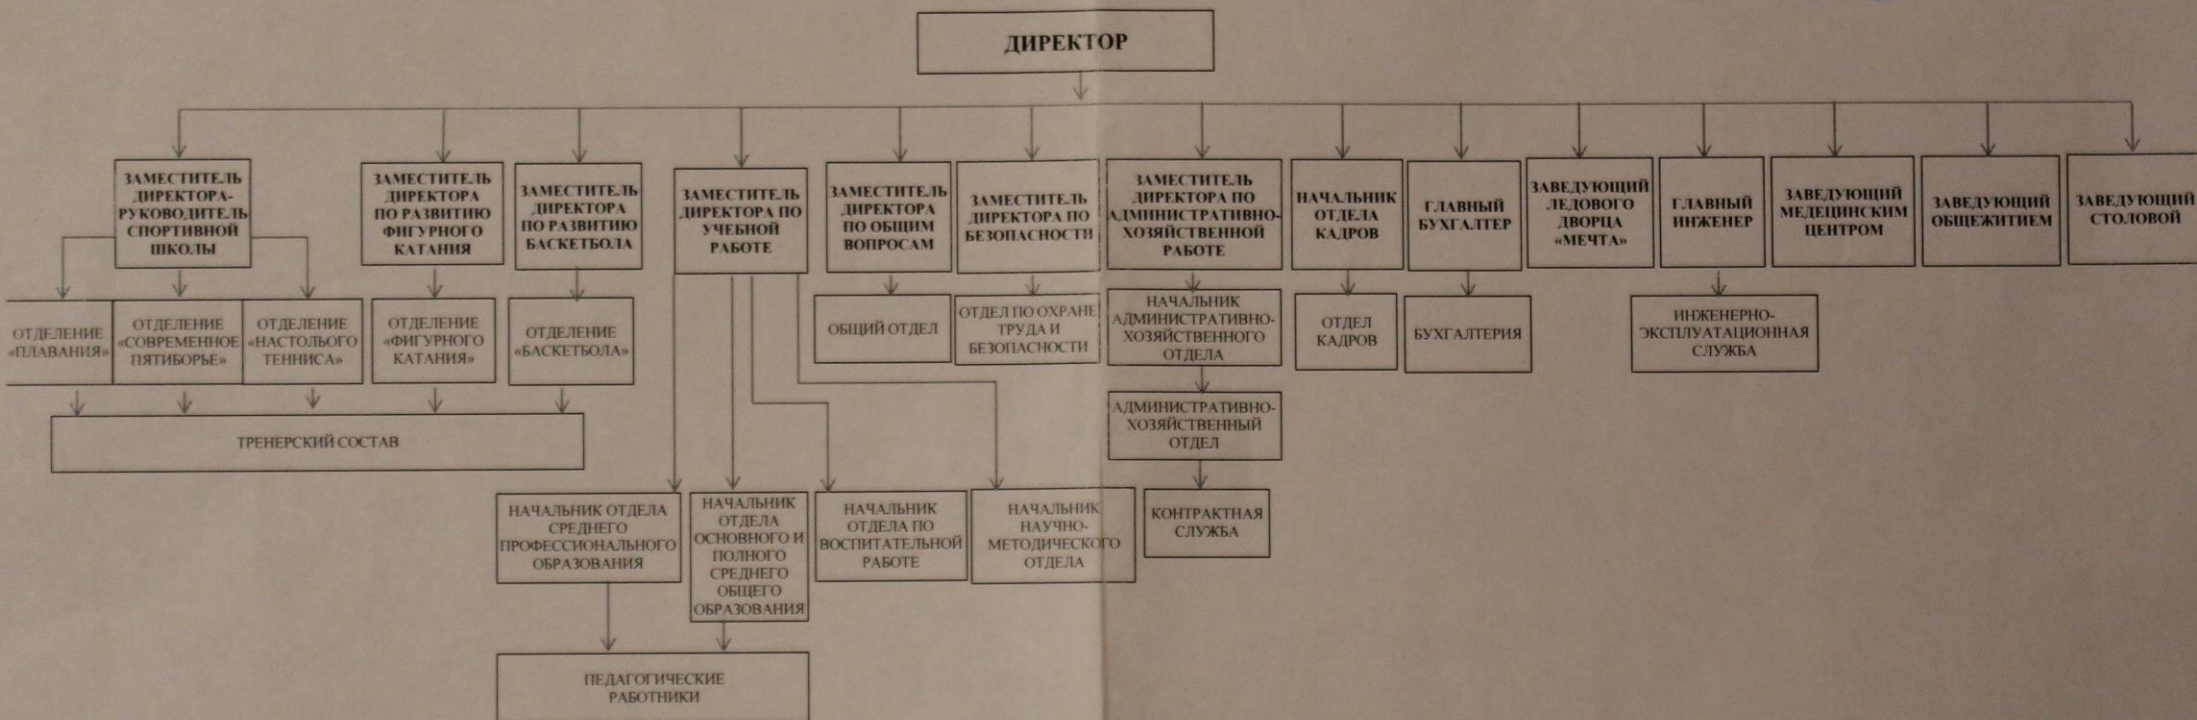 ДИРЕКТОР
ЗАМЕСТИТЕЛЬ
ДИРЕКТОРА-
РУКОВОДИТЕЛЬ
СПОРТИВНОЙ
ШКОЛЫ
ЗАМЕСТИТЕЛЬ
ДИРЕКТОРА
ПО РАЗВИТИЮ
ФИГУРНОГО
КАТАНИЯ
ЗАМЕСТИТЕЛЬ
ДИРЕКТОРА
ПО РАЗВИТИЮ
БАСКЕТБОЛА
ЗАМЕСТИТЕЛЬ
ДИРЕКТОРА ПО
УЧЕБНОЙ
РАБОТЕ
ЗАМЕСТИТЕЛЬ
ДИРЕКТОРА
ПО ОБЩИМ
ВОПРОСАМ
ЗАМЕСТИТЕЛЬ
ДИРЕКТОРА ПО
БЕЗОПАСНОСТИ
ЗАМЕСТИТЕЛЬ
ДИРЕКТОРА ПО
АДМИНИСТРАТИВНО-
ХОЗЯЙСТВЕННОЙ
РАБОТЕ
НАЧАЛЬНИК
ОТДЕЛА
КАДРОВ
ГЛАВНЫЙ
БУХГАЛТЕР
ЗАВЕДУЮЩИЙ
ЛЕДОВОГО
ДВОРЦА
«МЕЧТА»
ГЛАВНЫЙ
ИНЖЕНЕР
ЗАВЕДУЮЩИЙ
МЕДЕЦИНСКИМ
ЦЕНТРОМ
ЗАВЕДУЮЩИЙ
ОБЩЕЖИТИЕМ
ЗАВЕДУЮЩИЙ
СТОЛОВОЙ
ОТДЕЛЕНИЕ
«ПЛАВАНИЯ»
ОТДЕЛЕНИЕ
«СОВРЕМЕННОЕ
ПЯТИБОРЬЕ»
ОТДЕЛЕНИЕ
«НАСТОЛЬОГО
ТЕННИСА»
ОТДЕЛЕНИЕ
«ФИГУРНОГО
КАТАНИЯ»
ОТДЕЛЕНИЕ
«БАСКЕТБОЛА»
ОБЩИЙ ОТДЕЛ
ОТДЕЛ ПО ОХРАНЕ
ТРУДА И
БЕЗОПАСНОСТИ
НАЧАЛЬНИК
АДМИНИСТРАТИВНО-
ХОЗЯЙСТВЕННОГО
ОТДЕЛА
ОТДЕЛ
КАДРОВ
БУХГАЛТЕРИЯ
ИНЖЕНЕРНО-
ЭКСПЛУАТАЦИОННАЯ
СЛУЖБА
ТРЕНЕРСКИЙ СОСТАВ
АДМИНИСТРАТИВНО-
ХОЗЯЙСТВЕННЫЙ
ОТДЕЛ
НАЧАЛЬНИК ОТДЕЛА
СРЕДНЕГО
ПРОФЕССИОНАЛЬНОГО
ОБРАЗОВАНИЯ
НАЧАЛЬНИК
ОТДЕЛА
ОСНОВНОГО И
ПОЛНОГО
СРЕДНЕГО
ОБЩЕГО
ОБРАЗОВАНИЯ
НАЧАЛЬНИК
ОТДЕЛА ПО
ВОСПИТАТЕЛЬНОЙ
РАБОТЕ
НАЧАЛЬНИК
НАУЧНО-
МЕТОДИЧЕСКОГО
ОТДЕЛА
КОНТРАКТНАЯ
СЛУЖБА
ПЕДАГОГИЧЕСКИЕ
РАБОТНИКИ